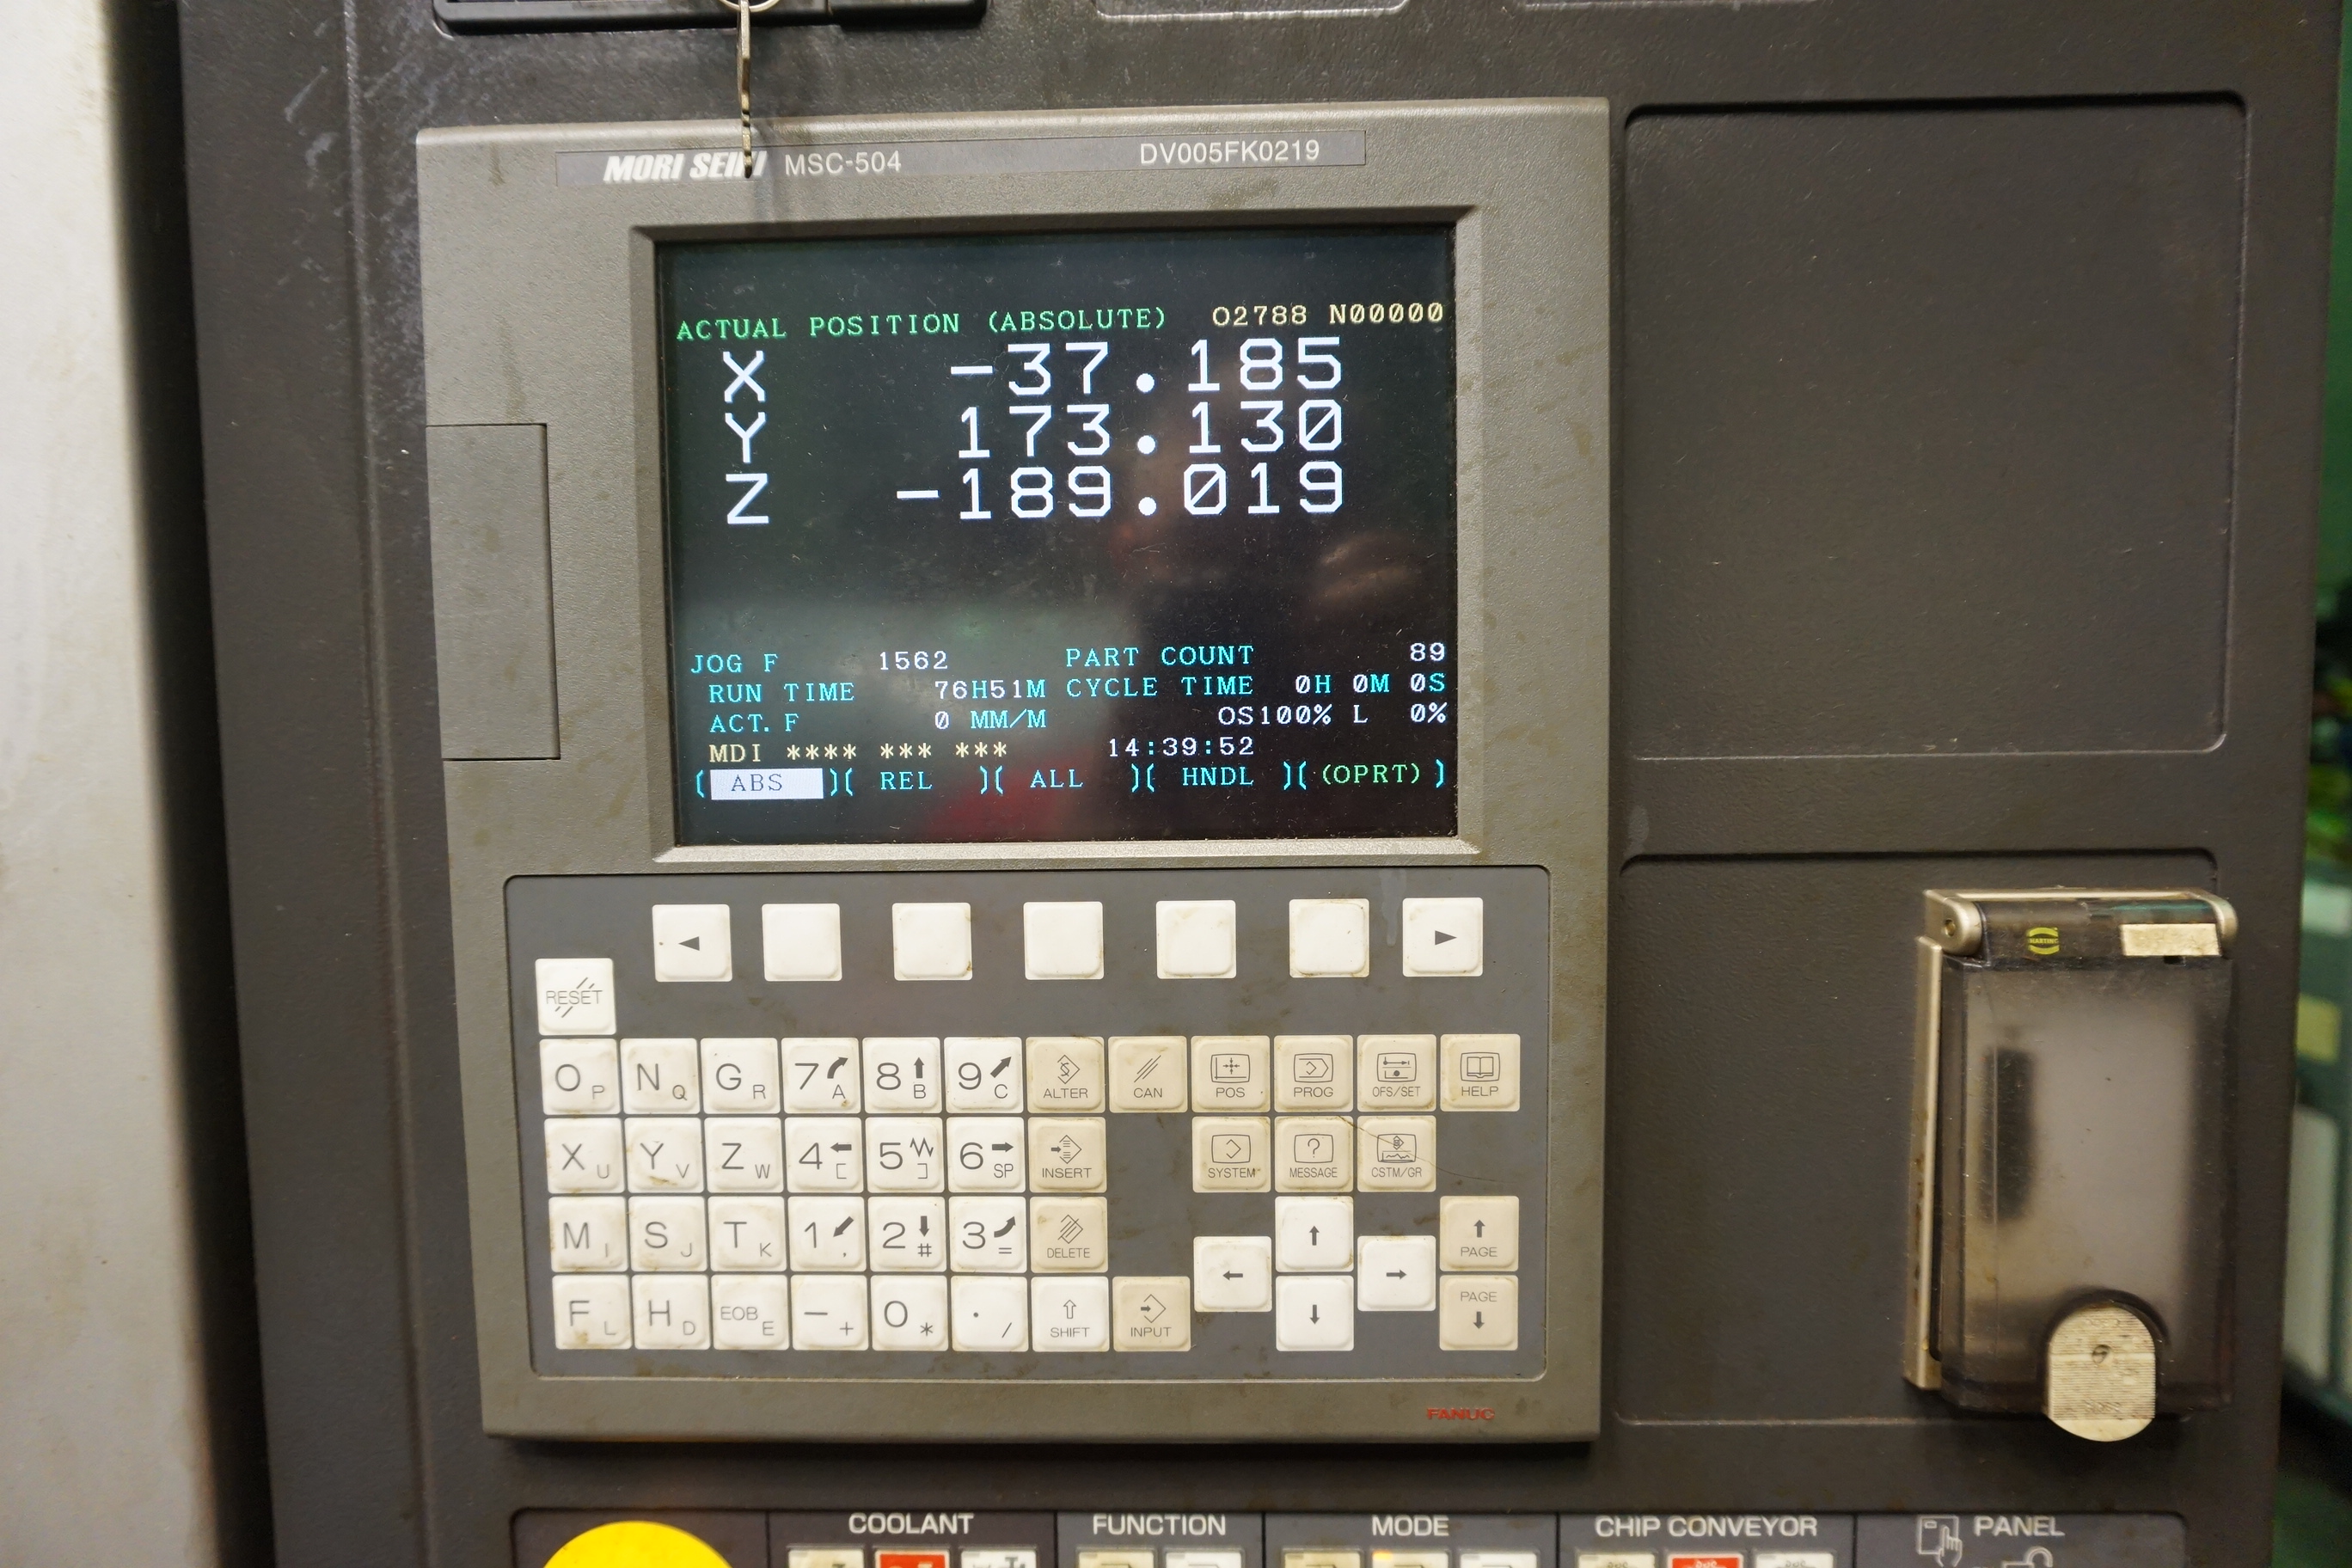 MORI SEIKI MSC-504 DV005FK0219
ACTUAL POSITION (ABSOLUTE) O2788 N00000
X -37.185
Y 173.130
Z -189.019
JOG F 1562 PART COUNT 89
RUN TIME 76H51M CYCLE TIME 0H 0M 0S
ACT. F 0 MM/M OS100% L 0%
MDI **** *** *** 14:39:52
( ABS )( REL )( ALL )( HNDL )( (OPRT) )
RESET
O P N Q G R 7 A 8 B 9 C ALTER CAN POS PROG OFS/SET HELP
X U Y V Z W 4 [ 5 ] 6 SP INSERT SYSTEM MESSAGE CSTM/GR
M I S J T K 1 , 2 # 3 = DELETE ↑ ↑ PAGE
← →
F L H D EOB E - + 0 * . / SHIFT INPUT ↓ PAGE ↓
FANUC
HARTING
COOLANT FUNCTION MODE CHIP CONVEYOR PANEL